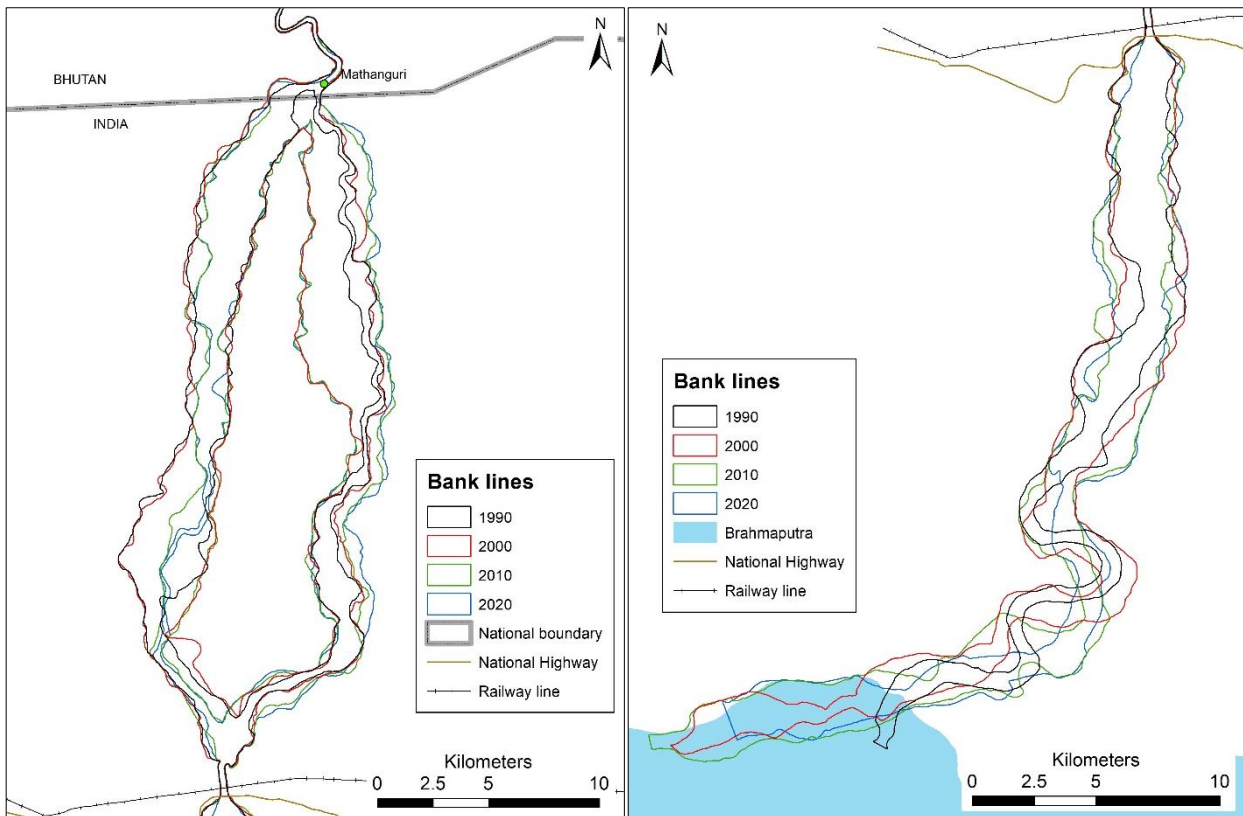 N
BHUTAN
Mathanguri
INDIA
Bank lines
1990
2000
2010
2020
National boundary
National Highway
Railway line
Kilometers
0 2.5 5 10
N
Bank lines
1990
2000
2010
2020
Brahmaputra
National Highway
Railway line
Kilometers
0 2.5 5 10